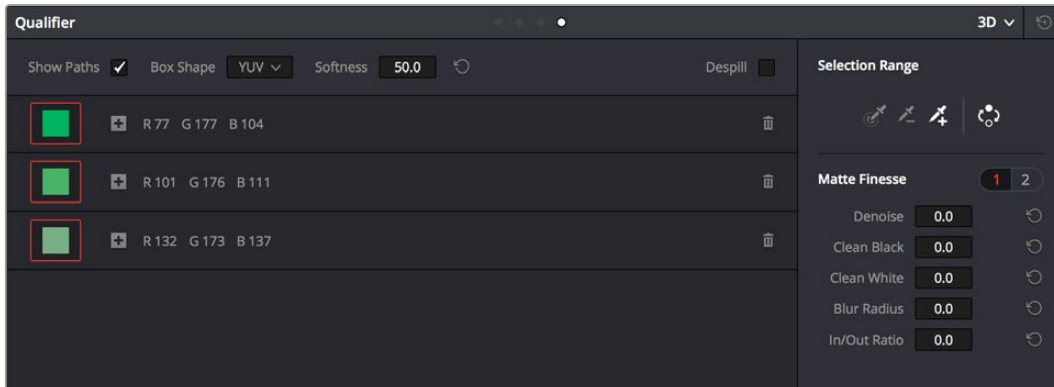 Qualifier 3D
Show Paths Box Shape YUV Softness 50.0 Despill
R 77 G 177 B 104
R 101 G 176 B 111
R 132 G 173 B 137
Selection Range
Matte Finesse 1 2
Denoise 0.0
Clean Black 0.0
Clean White 0.0
Blur Radius 0.0
In/Out Ratio 0.0